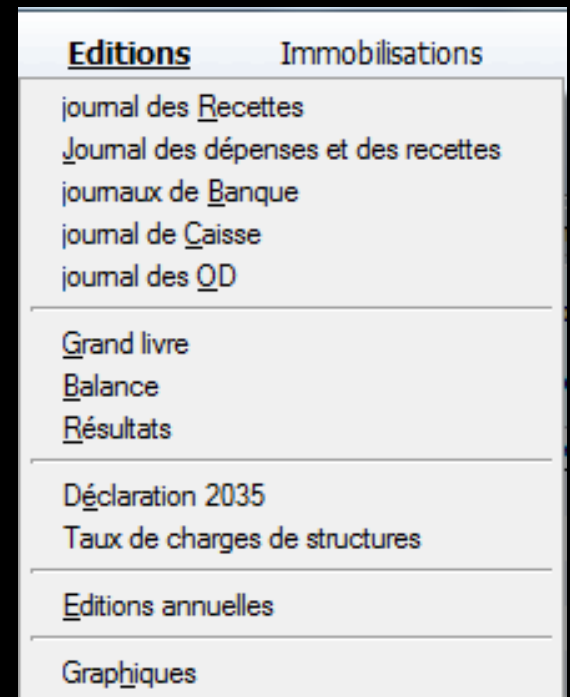 Editions Immobilisations
journal des Recettes
Journal des dépenses et des recettes
journaux de Banque
journal de Caisse
journal des OD
Grand livre
Balance
Résultats
Déclaration 2035
Taux de charges de structures
Editions annuelles
Graphiques